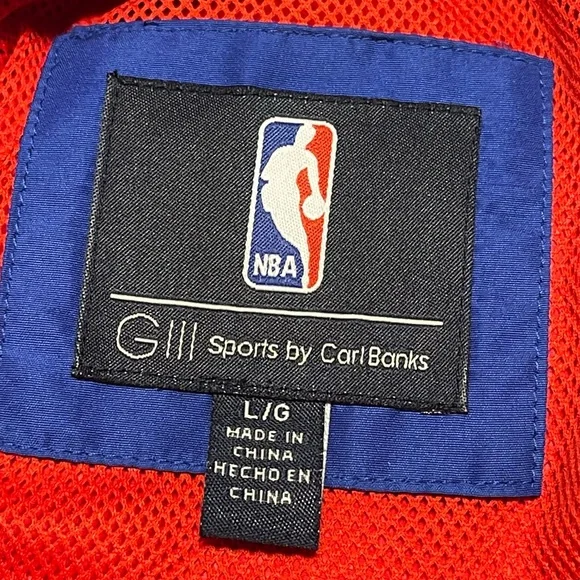 NBA
GIII Sports by Carl Banks
L/G
MADE IN
CHINA
HECHO EN
CHINA